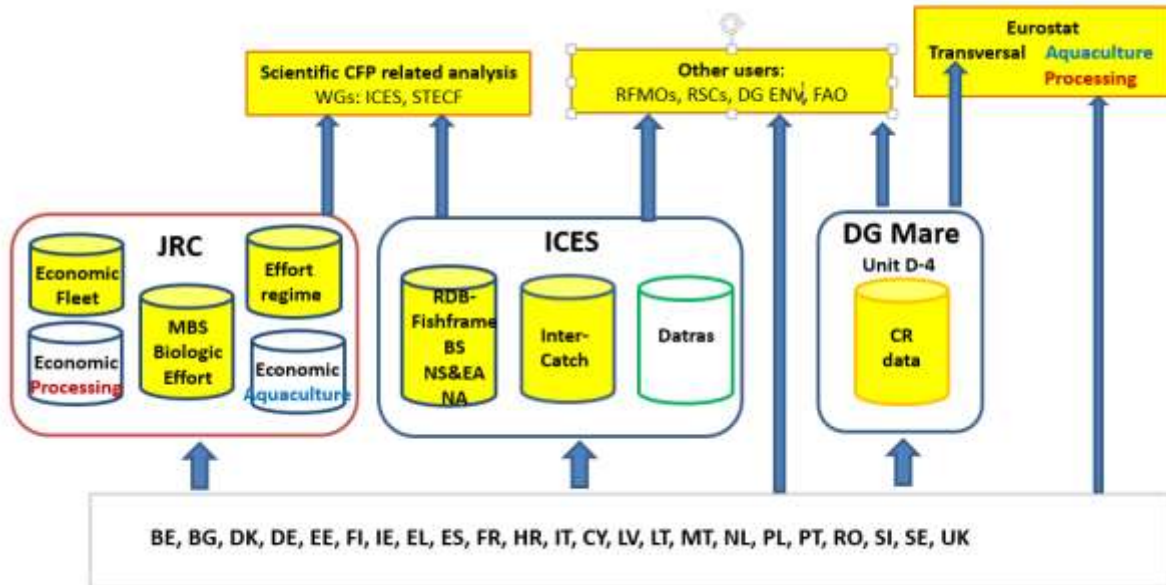 Eurostat
Transversal Aquaculture
Processing
Scientific CFP related analysis
WGs: ICES, STECF
Other users:
RFMOs, RSCs, DG ENV, FAO
JRC
Economic
Fleet
Effort
regime
MBS
Biologic
Effort
Economic
Processing
Economic
Aquaculture
ICES
RDB-
Fishframe
BS
NS&EA
NA
Inter-
Catch
Datras
DG Mare
Unit D-4
CR
data
BE, BG, DK, DE, EE, FI, IE, EL, ES, FR, HR, IT, CY, LV, LT, MT, NL, PL, PT, RO, SI, SE, UK